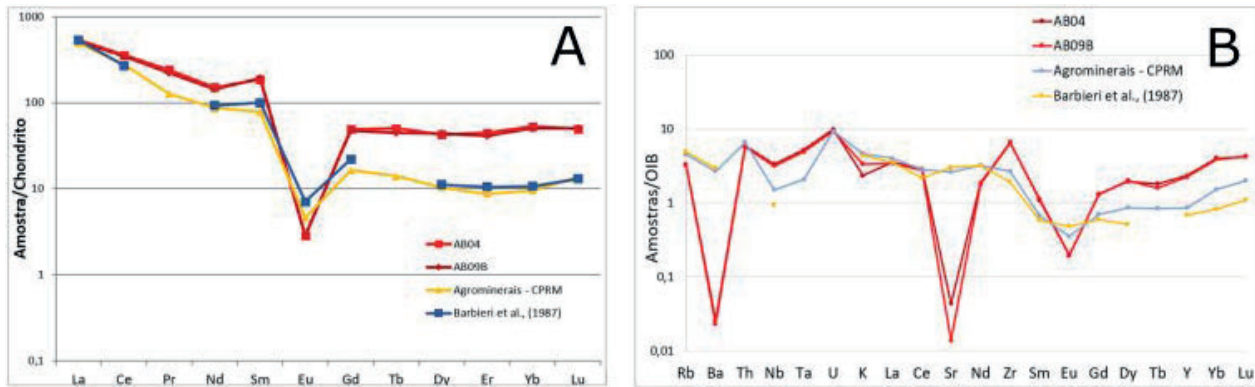 A
Amostra/Chondrito
1000
100
10
1
0,1
La Ce Pr Nd Sm Eu Gd Tb Dy Er Yb Lu
AB04
AB09B
Agrominerais - CPRM
Barbieri et al., (1987)
B
Amostras/OIB
100
10
1
0,1
0,01
Rb Ba Th Nb Ta U K La Ce Sr Nd Zr Sm Eu Gd Dy Tb Y Yb Lu
AB04
AB09B
Agrominerais - CPRM
Barbieri et al., (1987)